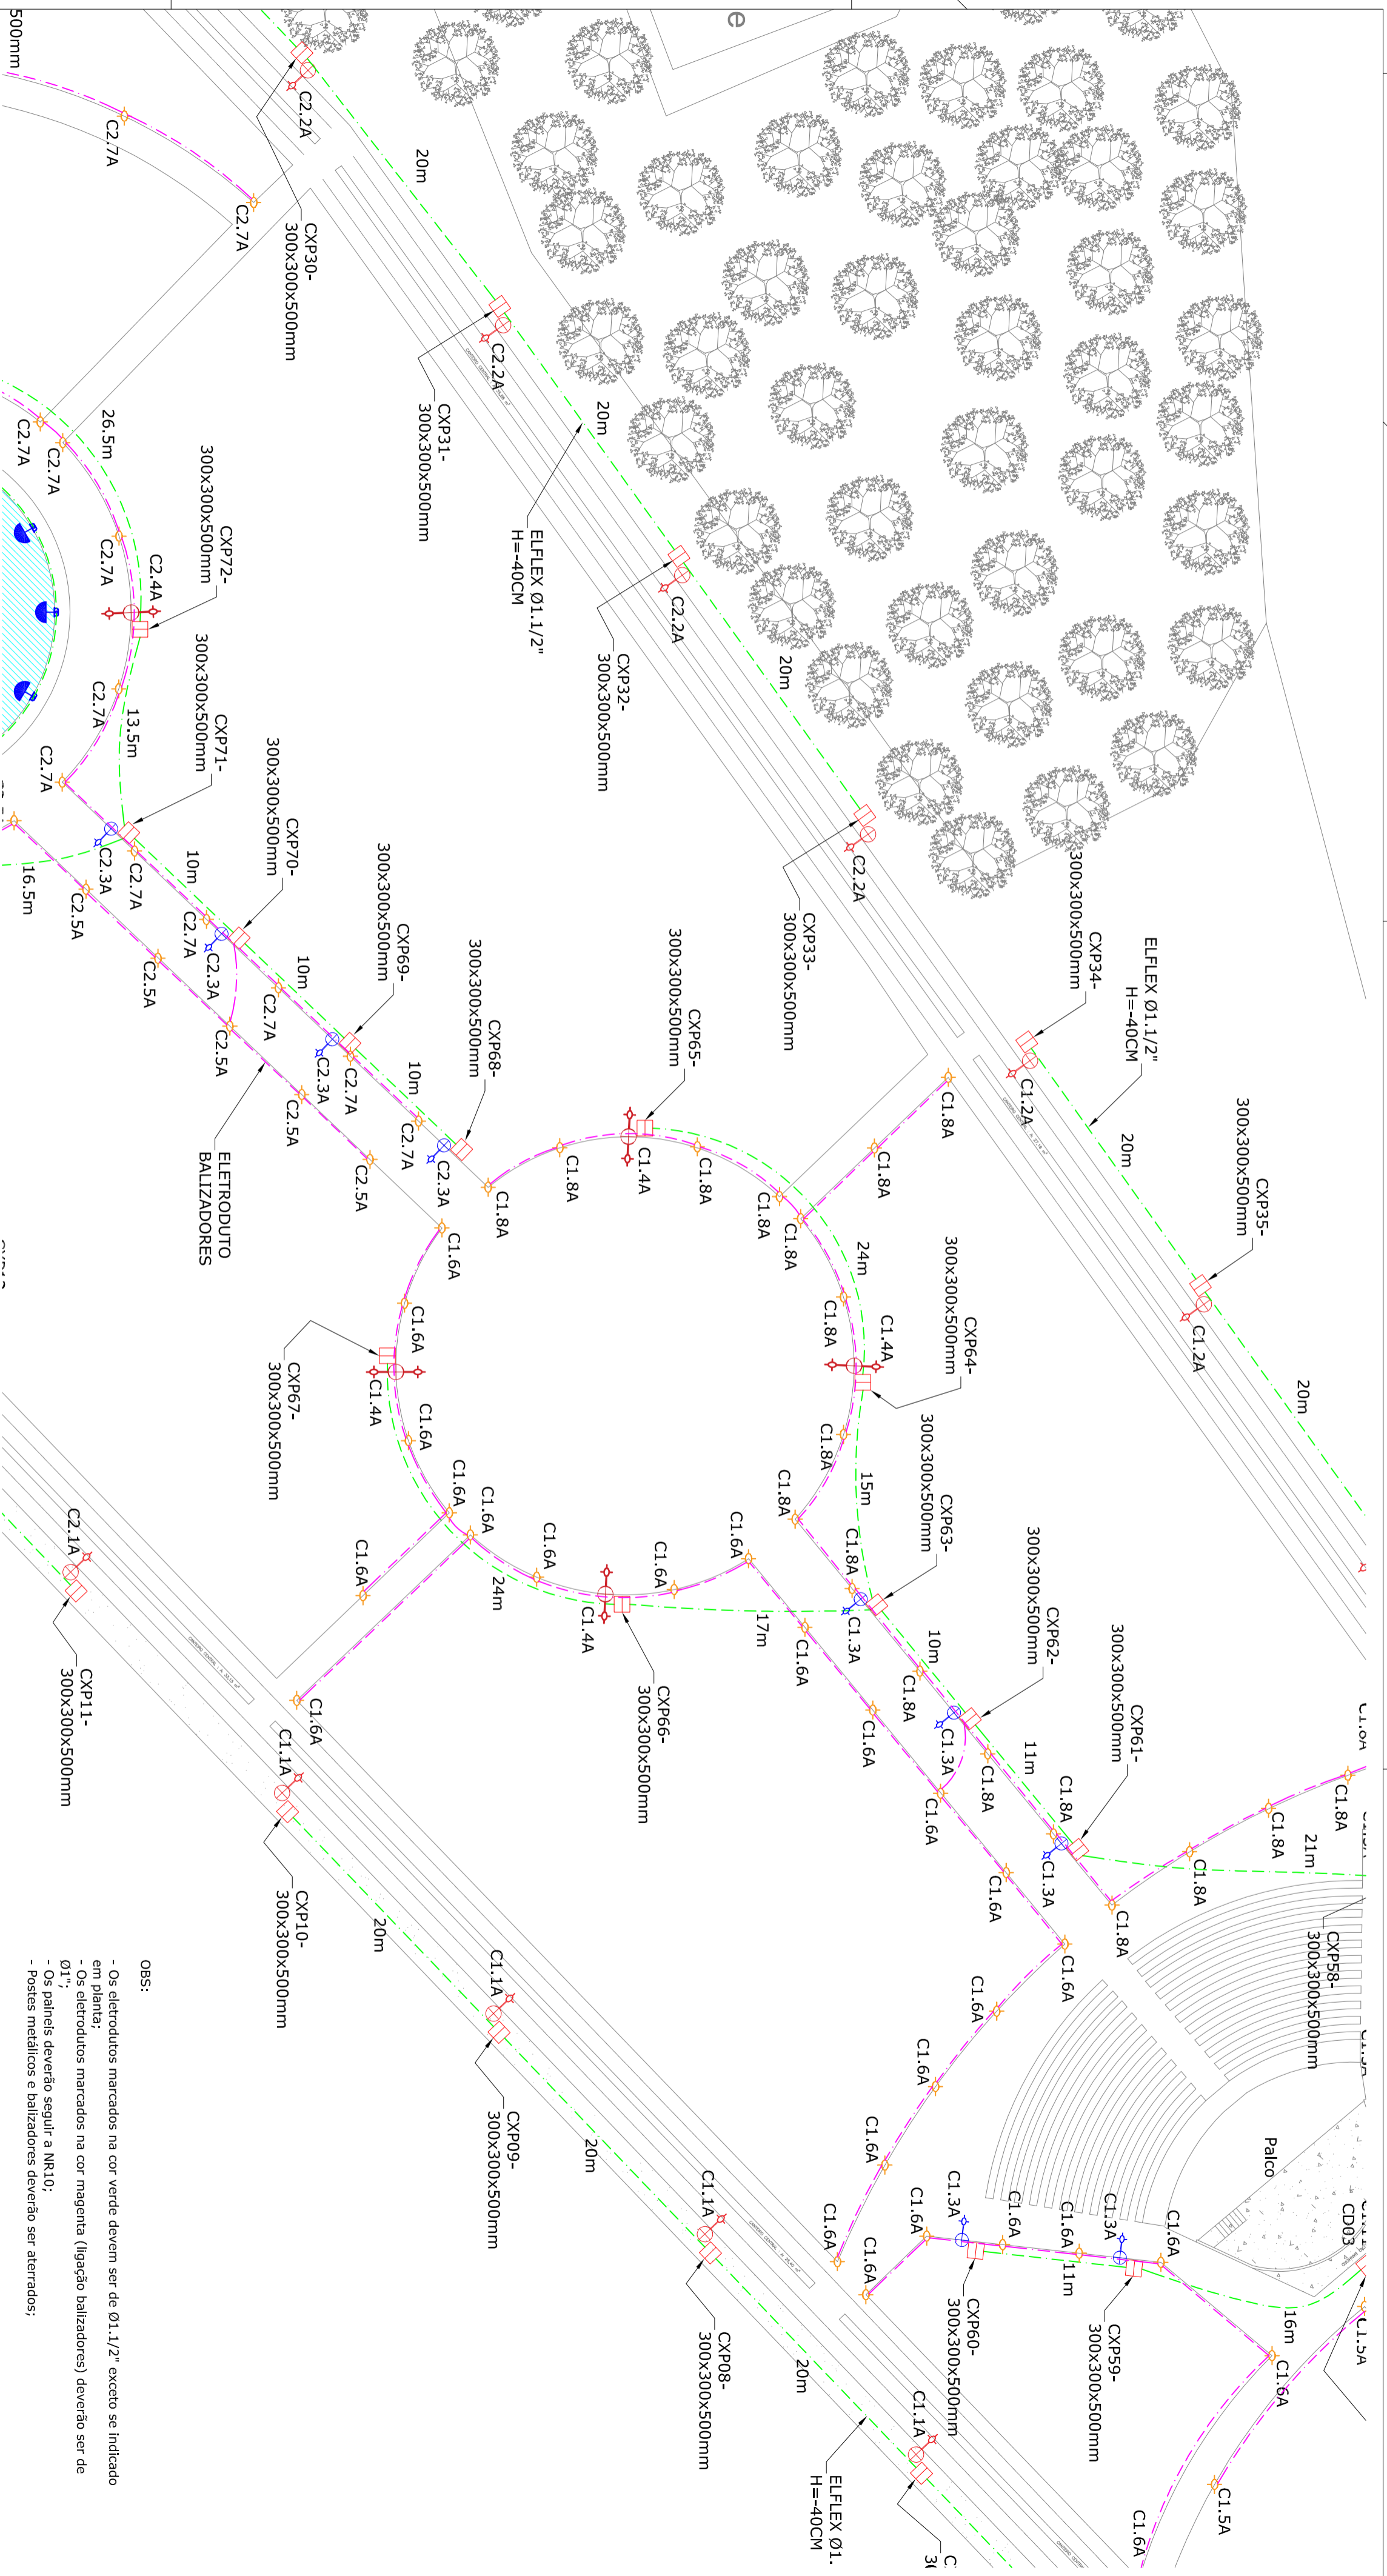 e
500mm
C2.7A
C2.7A
C2.2A
CXP30-
300x300x500mm
20m
C2.2A
CXP31-
300x300x500mm
20m
ELFLEX Ø1.1/2"
H=-40CM
C2.2A
CXP32-
300x300x500mm
20m
C2.2A
CXP33-
300x300x500mm
CXP34-
300x300x500mm
C1.2A
ELFLEX Ø1.1/2"
H=-40CM
20m
CXP35-
300x300x500mm
C1.2A
20m
C2.7A
C2.7A
26.5m
C2.7A
C2.4A
CXP72-
300x300x500mm
C2.7A
13.5m
CXP71-
300x300x500mm
C2.7A
C2.3A
C2.7A
16.5m
10m
CXP70-
300x300x500mm
C2.7A
C2.3A
C2.5A
C2.5A
C2.5A
C2.5A
C2.5A
10m
C2.7A
CXP69-
300x300x500mm
C2.3A
C2.7A
10m
C2.7A
C2.3A
CXP68-
300x300x500mm
ELETRODUTO
BALIZADORES
C1.8A
C1.8A
C1.4A
CXP65-
300x300x500mm
C1.8A
C1.8A
C1.8A
C1.8A
C1.8A
24m
C1.8A
C1.4A
CXP64-
300x300x500mm
C1.8A
15m
C1.8A
CXP63-
300x300x500mm
C1.6A
C1.6A
C1.4A
CXP67-
300x300x500mm
C1.6A
C1.6A
C1.6A
C1.6A
C1.6A
24m
C1.6A
C1.4A
CXP66-
300x300x500mm
C1.6A
C1.6A
17m
C1.8A
C1.3A
C1.6A
10m
C1.8A
CXP62-
300x300x500mm
C1.3A
C1.6A
C1.6A
11m
C1.8A
C1.8A
C1.3A
CXP61-
300x300x500mm
C1.6A
C1.8A
C1.6A
C1.8A
C1.8A
C1.8A
C1.8A
21m
CXP58-
300x300x500mm
Palco
CD03
C1.6A
C1.6A
C1.6A
C1.6A
C1.6A
C1.6A
C1.3A
C1.6A
C1.6A
C1.3A
C1.6A
11m
CXP60-
300x300x500mm
CXP59-
300x300x500mm
16m
C1.6A
C1.5A
C1.5A
C1.6A
C2.1A
CXP11-
300x300x500mm
C1.1A
CXP10-
300x300x500mm
20m
C1.1A
CXP09-
300x300x500mm
20m
C1.1A
CXP08-
300x300x500mm
20m
C1.1A
ELFLEX Ø1.
H=-40CM
OBS:
- Os eletrodutos marcados na cor verde devem ser de Ø1.1/2" exceto se indicado
em planta;
- Os eletrodutos marcados na cor magenta (ligação balizadores) deverão ser de
Ø1";
- Os paineis deverão seguir a NR10;
- Postes metálicos e balizadores deverão ser aterrados;